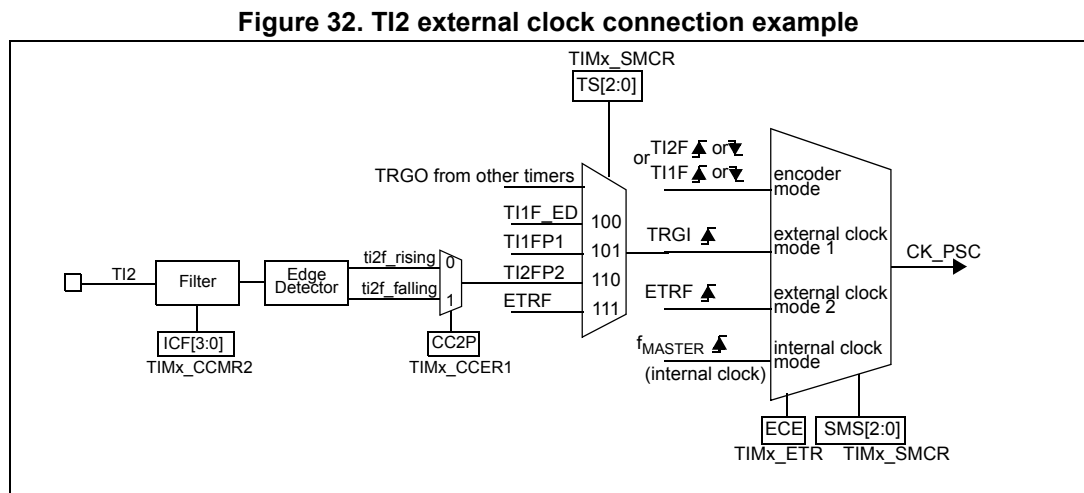 Figure 32. TI2 external clock connection example
TIMx_SMCR
TS[2:0]
TRGO from other timers
TI1F_ED
TI1FP1
TI2FP2
ETRF
100
101
110
111
TI2
Filter
ICF[3:0]
TIMx_CCMR2
Edge
Detector
ti2f_rising
ti2f_falling
0
1
CC2P
TIMx_CCER1
or TI2F or
TI1F or
encoder
mode
TRGI
external clock
mode 1
ETRF
external clock
mode 2
fMASTER
(internal clock)
internal clock
mode
CK_PSC
ECE
TIMx_ETR
SMS[2:0]
TIMx_SMCR